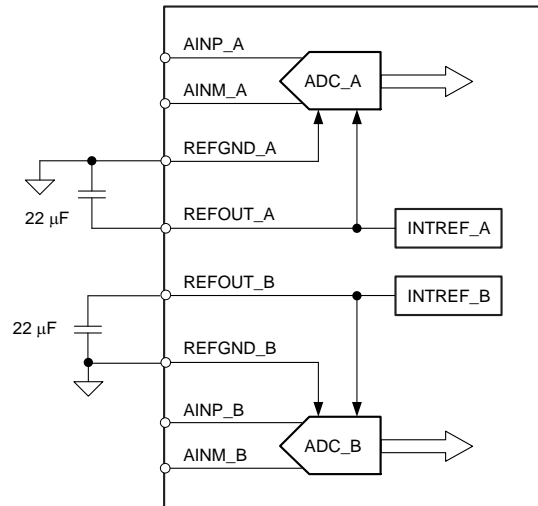 AINP_A
ADC_A
AINM_A
REFGND_A
22 μF
REFOUT_A
INTREF_A
REFOUT_B
INTREF_B
22 μF
REFGND_B
AINP_B
ADC_B
AINM_B